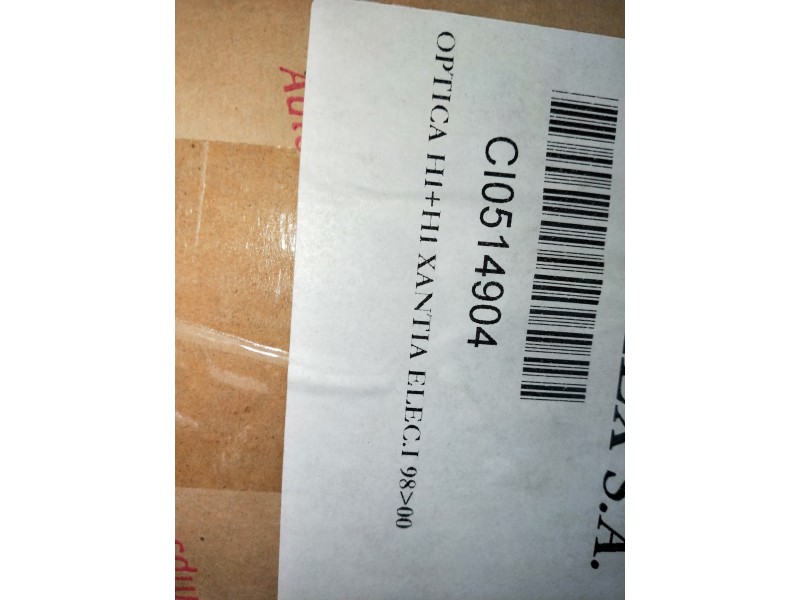 S.A.
CI0514904
OPTICA H1+H1 XANTIA ELEC.I 98>00